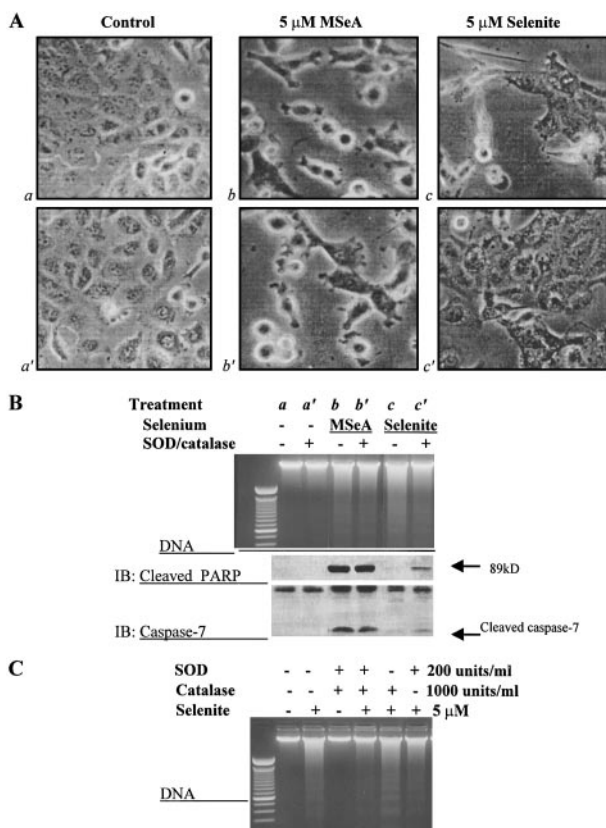 A
Control
5 μM MSeA
5 μM Selenite
a
b
c
a'
b'
c'
B
Treatment a a' b b' c c'
Selenium - - MSeA Selenite
SOD/catalase - + - + - +
DNA
IB: Cleaved PARP
89kD
IB: Caspase-7
Cleaved caspase-7
C
SOD - - + + - + 200 units/ml
Catalase - - + + + - 1000 units/ml
Selenite - + - + + + 5 μM
DNA